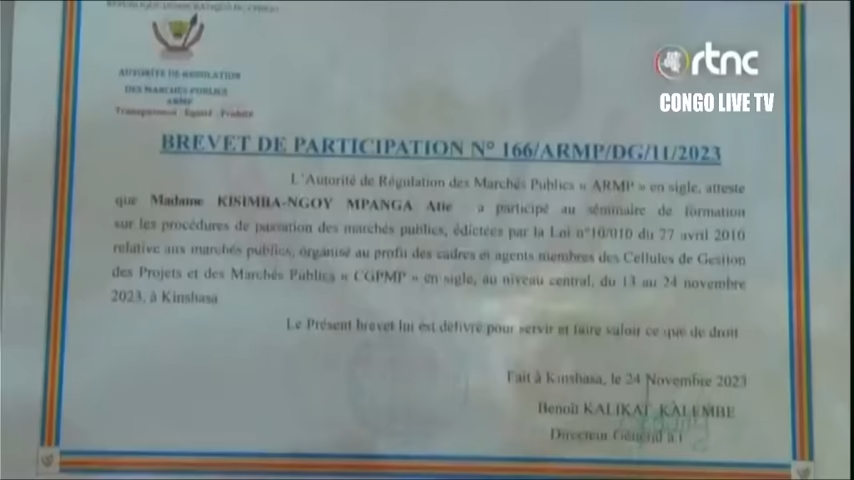 REPUBLIQUE DEMOCRATIQUE DU CONGO
rtnc
CONGO LIVE TV
AUTORITE DE REGULATION
DES MARCHES PUBLICS
ARMP
Transparence - Equité - Probité
BREVET DE PARTICIPATION N° 166/ARMP/DG/11/2023
L'Autorité de Régulation des Marchés Publics « ARMP » en sigle, atteste
que Madame KISIMBA-NGOY MPANGA Atie a participé au séminaire de formation
sur les procédures de passation des marchés publics, édictées par la Loi n°10/010 du 27 avril 2010
relative aux marchés publics, organisé au profit des cadres et agents membres des Cellules de Gestion
des Projets et des Marchés Publics « CGPMP » en sigle, au niveau central, du 13 au 24 novembre
2023, à Kinshasa
Le Présent brevet lui est délivré pour servir et faire valoir ce que de droit
Fait à Kinshasa, le 24 Novembre 2023
Benoît KALEMBE
Directeur Général a i